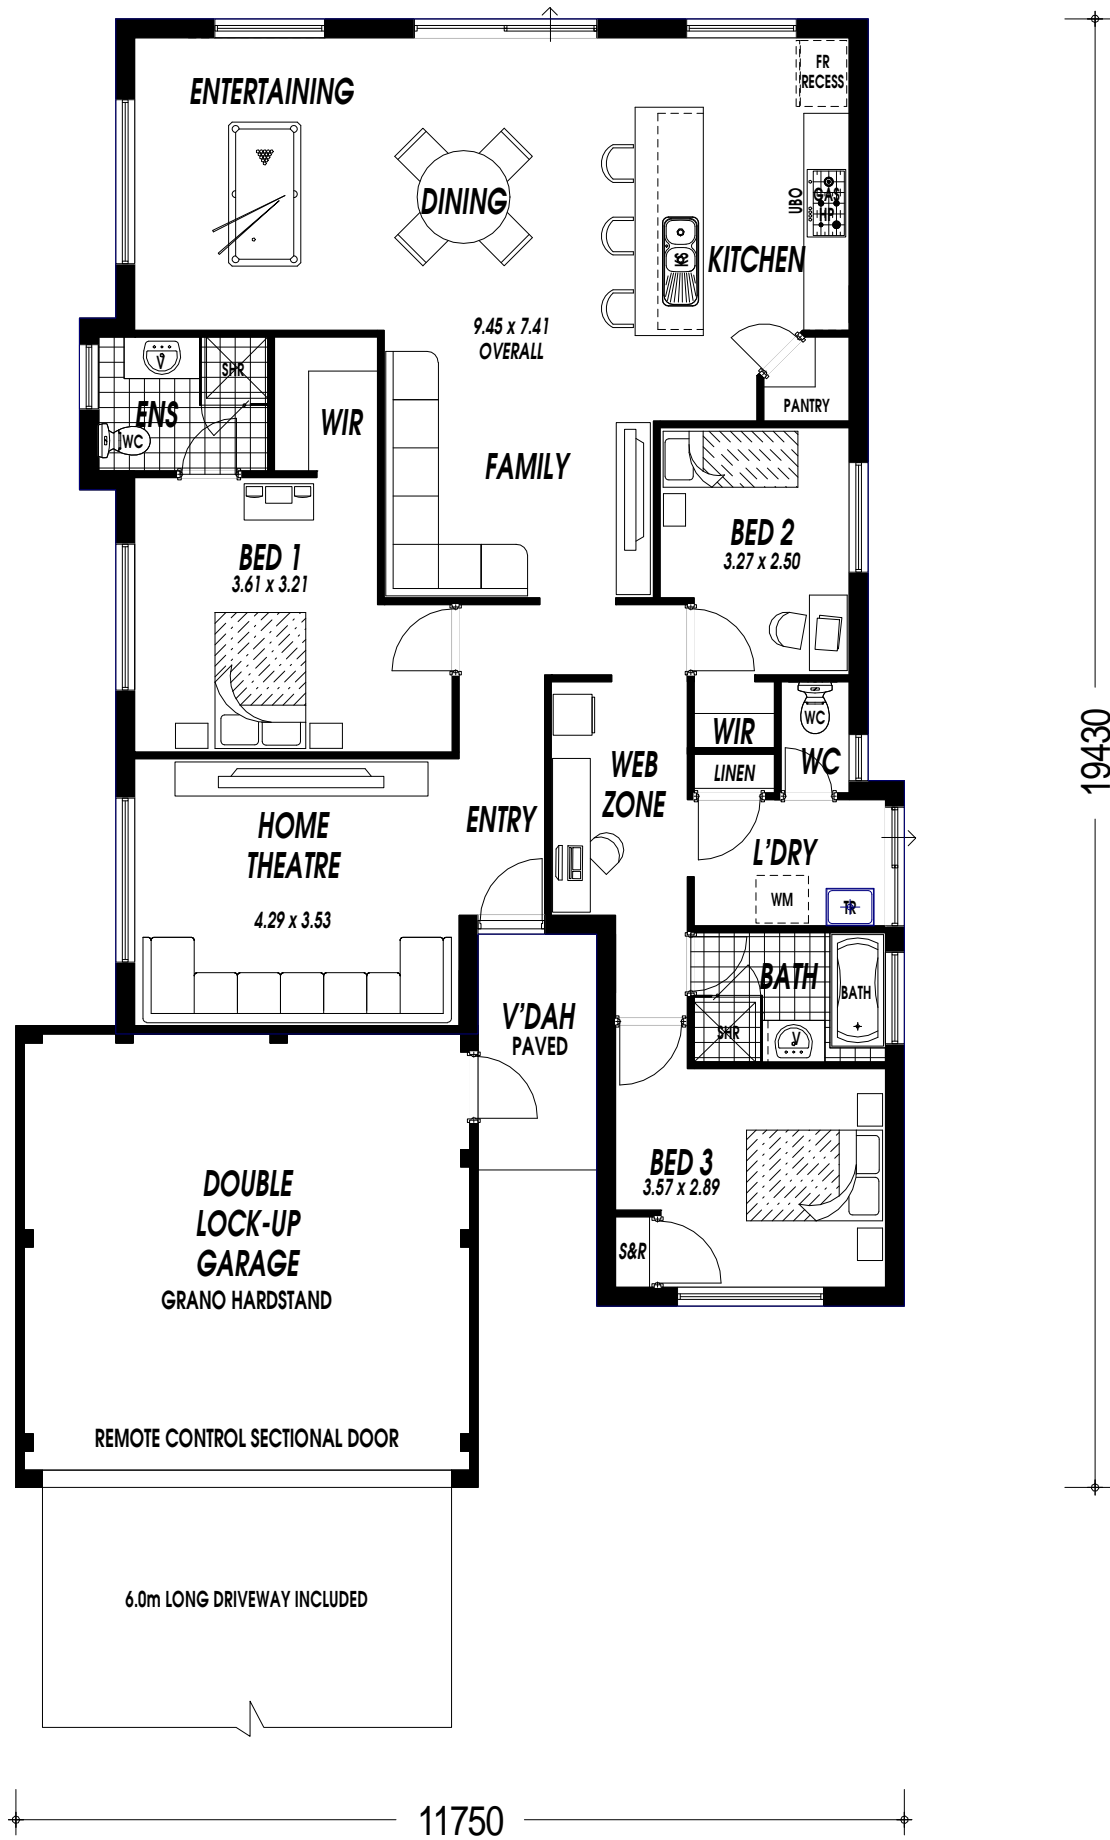 ENTERTAINING
FR
RECESS
DINING
UBO
GAS
HP
KITCHEN
9.45 x 7.41
OVERALL
V
SHR
ENS
WC
WIR
PANTRY
FAMILY
BED 1
3.61 x 3.21
BED 2
3.27 x 2.50
WIR
WC
WC
LINEN
WEB
ZONE
ENTRY
HOME
THEATRE
4.29 x 3.53
L'DRY
WM
TR
BATH
BATH
SHR
V
V'DAH
PAVED
BED 3
3.57 x 2.89
S&R
DOUBLE
LOCK-UP
GARAGE
GRANO HARDSTAND
REMOTE CONTROL SECTIONAL DOOR
6.0m LONG DRIVEWAY INCLUDED
19430
11750